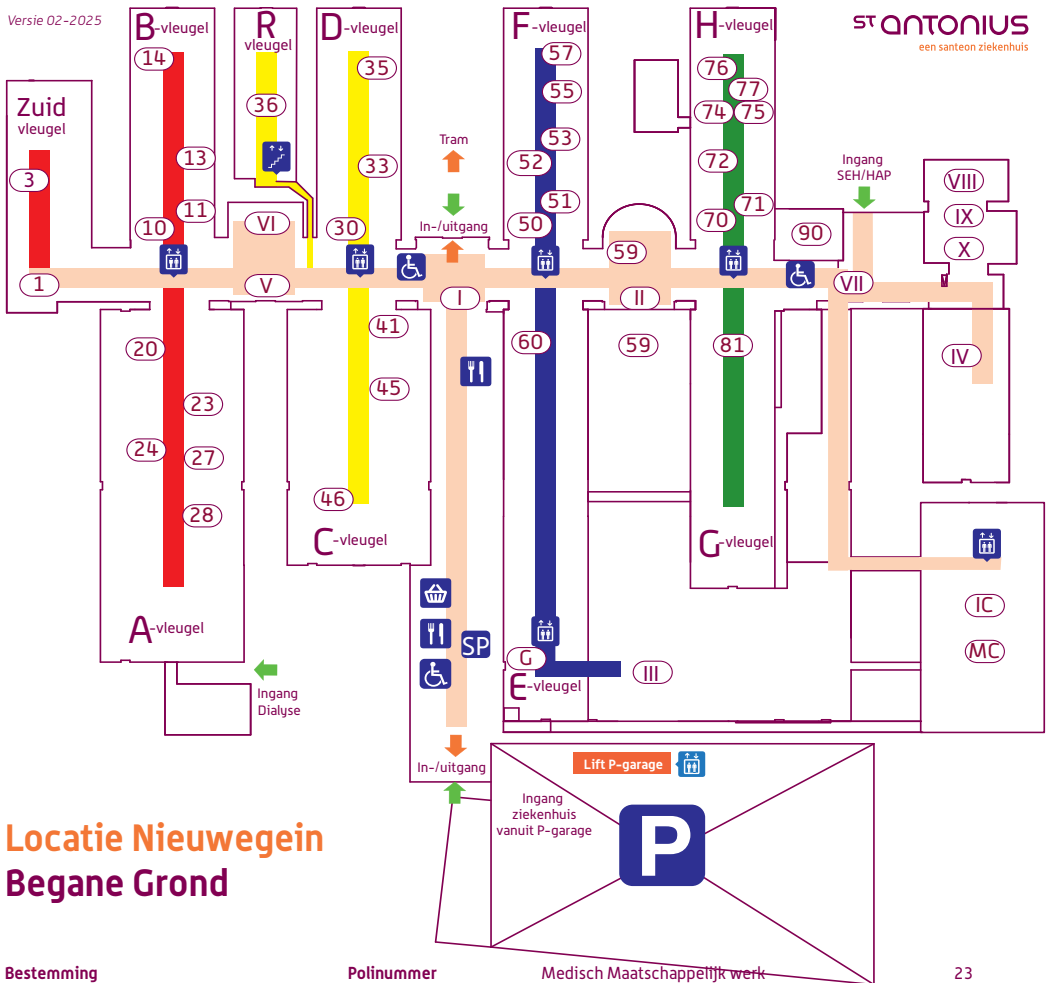 Versie 02-2025
B-vleugel
R
vleugel
D-vleugel
F-vleugel
H-vleugel
ST ANTONIUS
een santeon ziekenhuis
14
35
57
76
77
Zuid
vleugel
36
55
74
75
Tram
53
13
33
52
72
Ingang
SEH/HAP
3
VIII
11
51
71
IX
10
VI
30
In-/uitgang
50
70
90
59
X
1
V
I
II
VII
20
41
60
59
81
IV
23
45
24
27
46
28
C-vleugel
G-vleugel
IC
A-vleugel
SP
MC
G
III
E-vleugel
Ingang
Dialyse
In-/uitgang
Lift P-garage
Ingang
ziekenhuis
vanuit P-garage
P
Locatie Nieuwegein
Begane Grond
Bestemming
Polinummer
Medisch Maatschappelijk werk
23